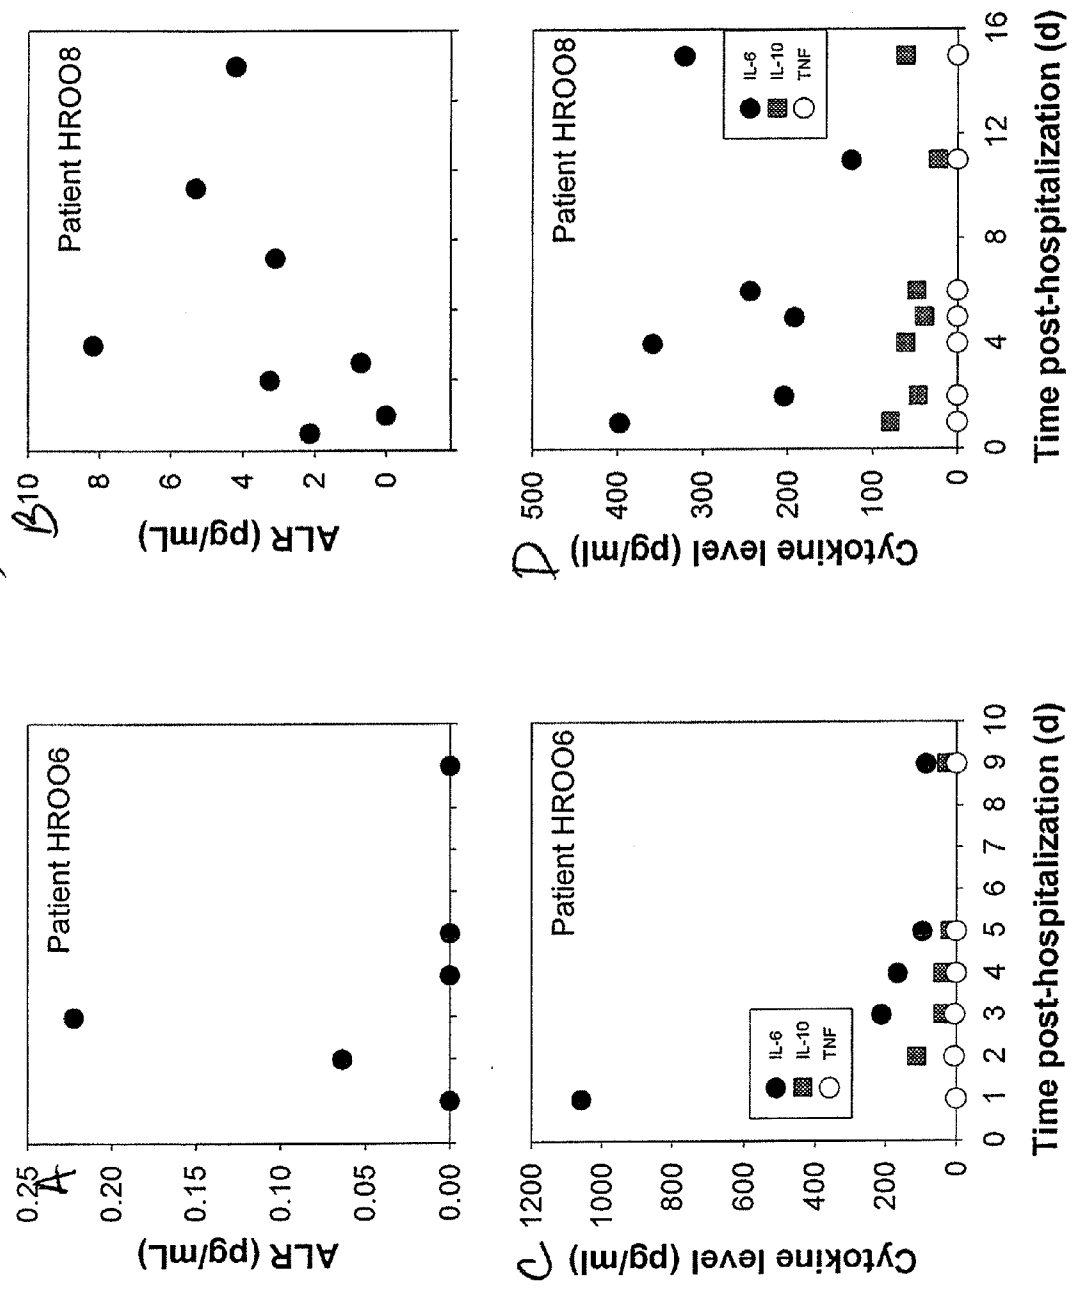 A
Patient HROO6
ALR (pg/mL)
0.25
0.20
0.15
0.10
0.05
0.00
B
Patient HROO8
ALR (pg/mL)
10
8
6
4
2
0
C
Patient HROO6
Cytokine level (pg/ml)
1200
1000
800
600
400
200
0
IL-6
IL-10
TNF
0 1 2 3 4 5 6 7 8 9 10
Time post-hospitalization (d)
D
Patient HROO8
Cytokine level (pg/ml)
500
400
300
200
100
0
IL-6
IL-10
TNF
0 4 8 12 16
Time post-hospitalization (d)